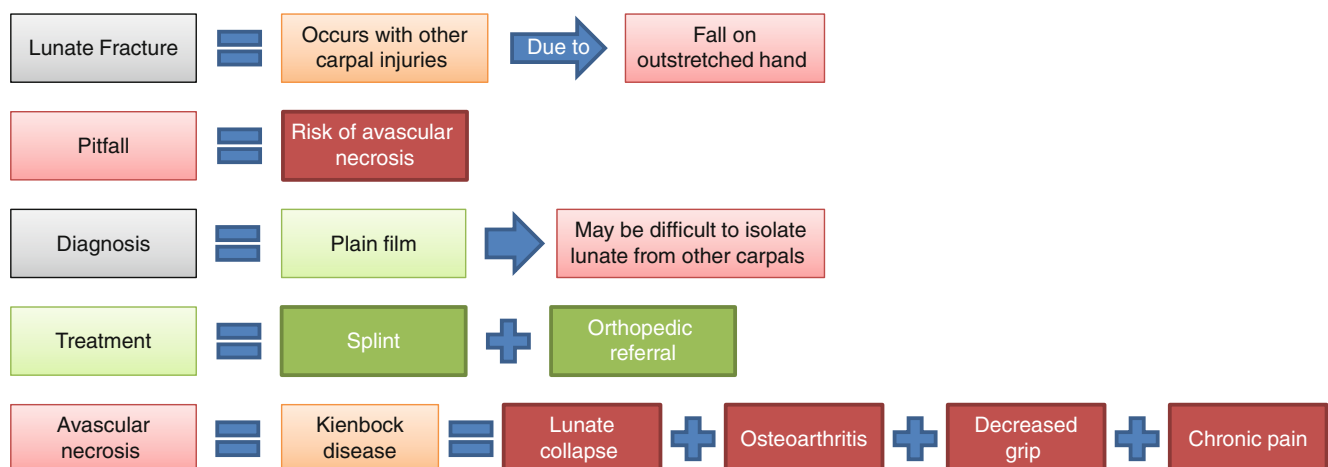 Lunate Fracture
Occurs with other
carpal injuries
Due to
Fall on
outstretched hand
Pitfall
Risk of avascular
necrosis
Diagnosis
Plain film
May be difficult to isolate
lunate from other carpals
Treatment
Splint
Orthopedic
referral
Avascular
necrosis
Kienbock
disease
Lunate
collapse
Osteoarthritis
Decreased
grip
Chronic pain